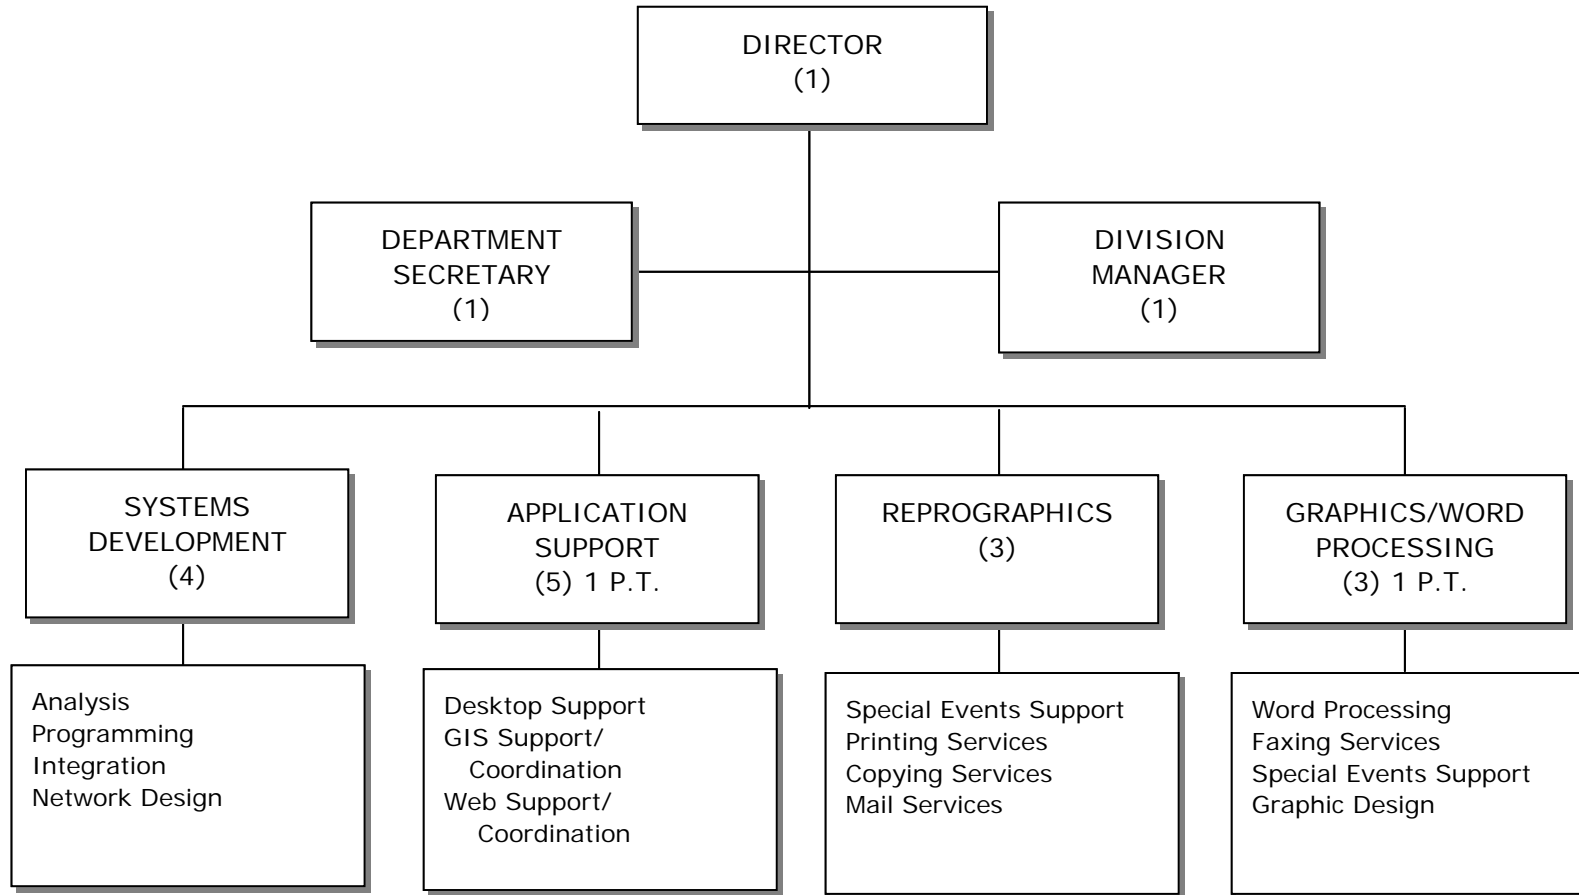 DIRECTOR
(1)
DEPARTMENT
SECRETARY
(1)
DIVISION
MANAGER
(1)
SYSTEMS
DEVELOPMENT
(4)
APPLICATION
SUPPORT
(5) 1 P.T.
REPROGRAPHICS
(3)
GRAPHICS/WORD
PROCESSING
(3) 1 P.T.
Analysis
Programming
Integration
Network Design
Desktop Support
GIS Support/
Coordination
Web Support/
Coordination
Special Events Support
Printing Services
Copying Services
Mail Services
Word Processing
Faxing Services
Special Events Support
Graphic Design